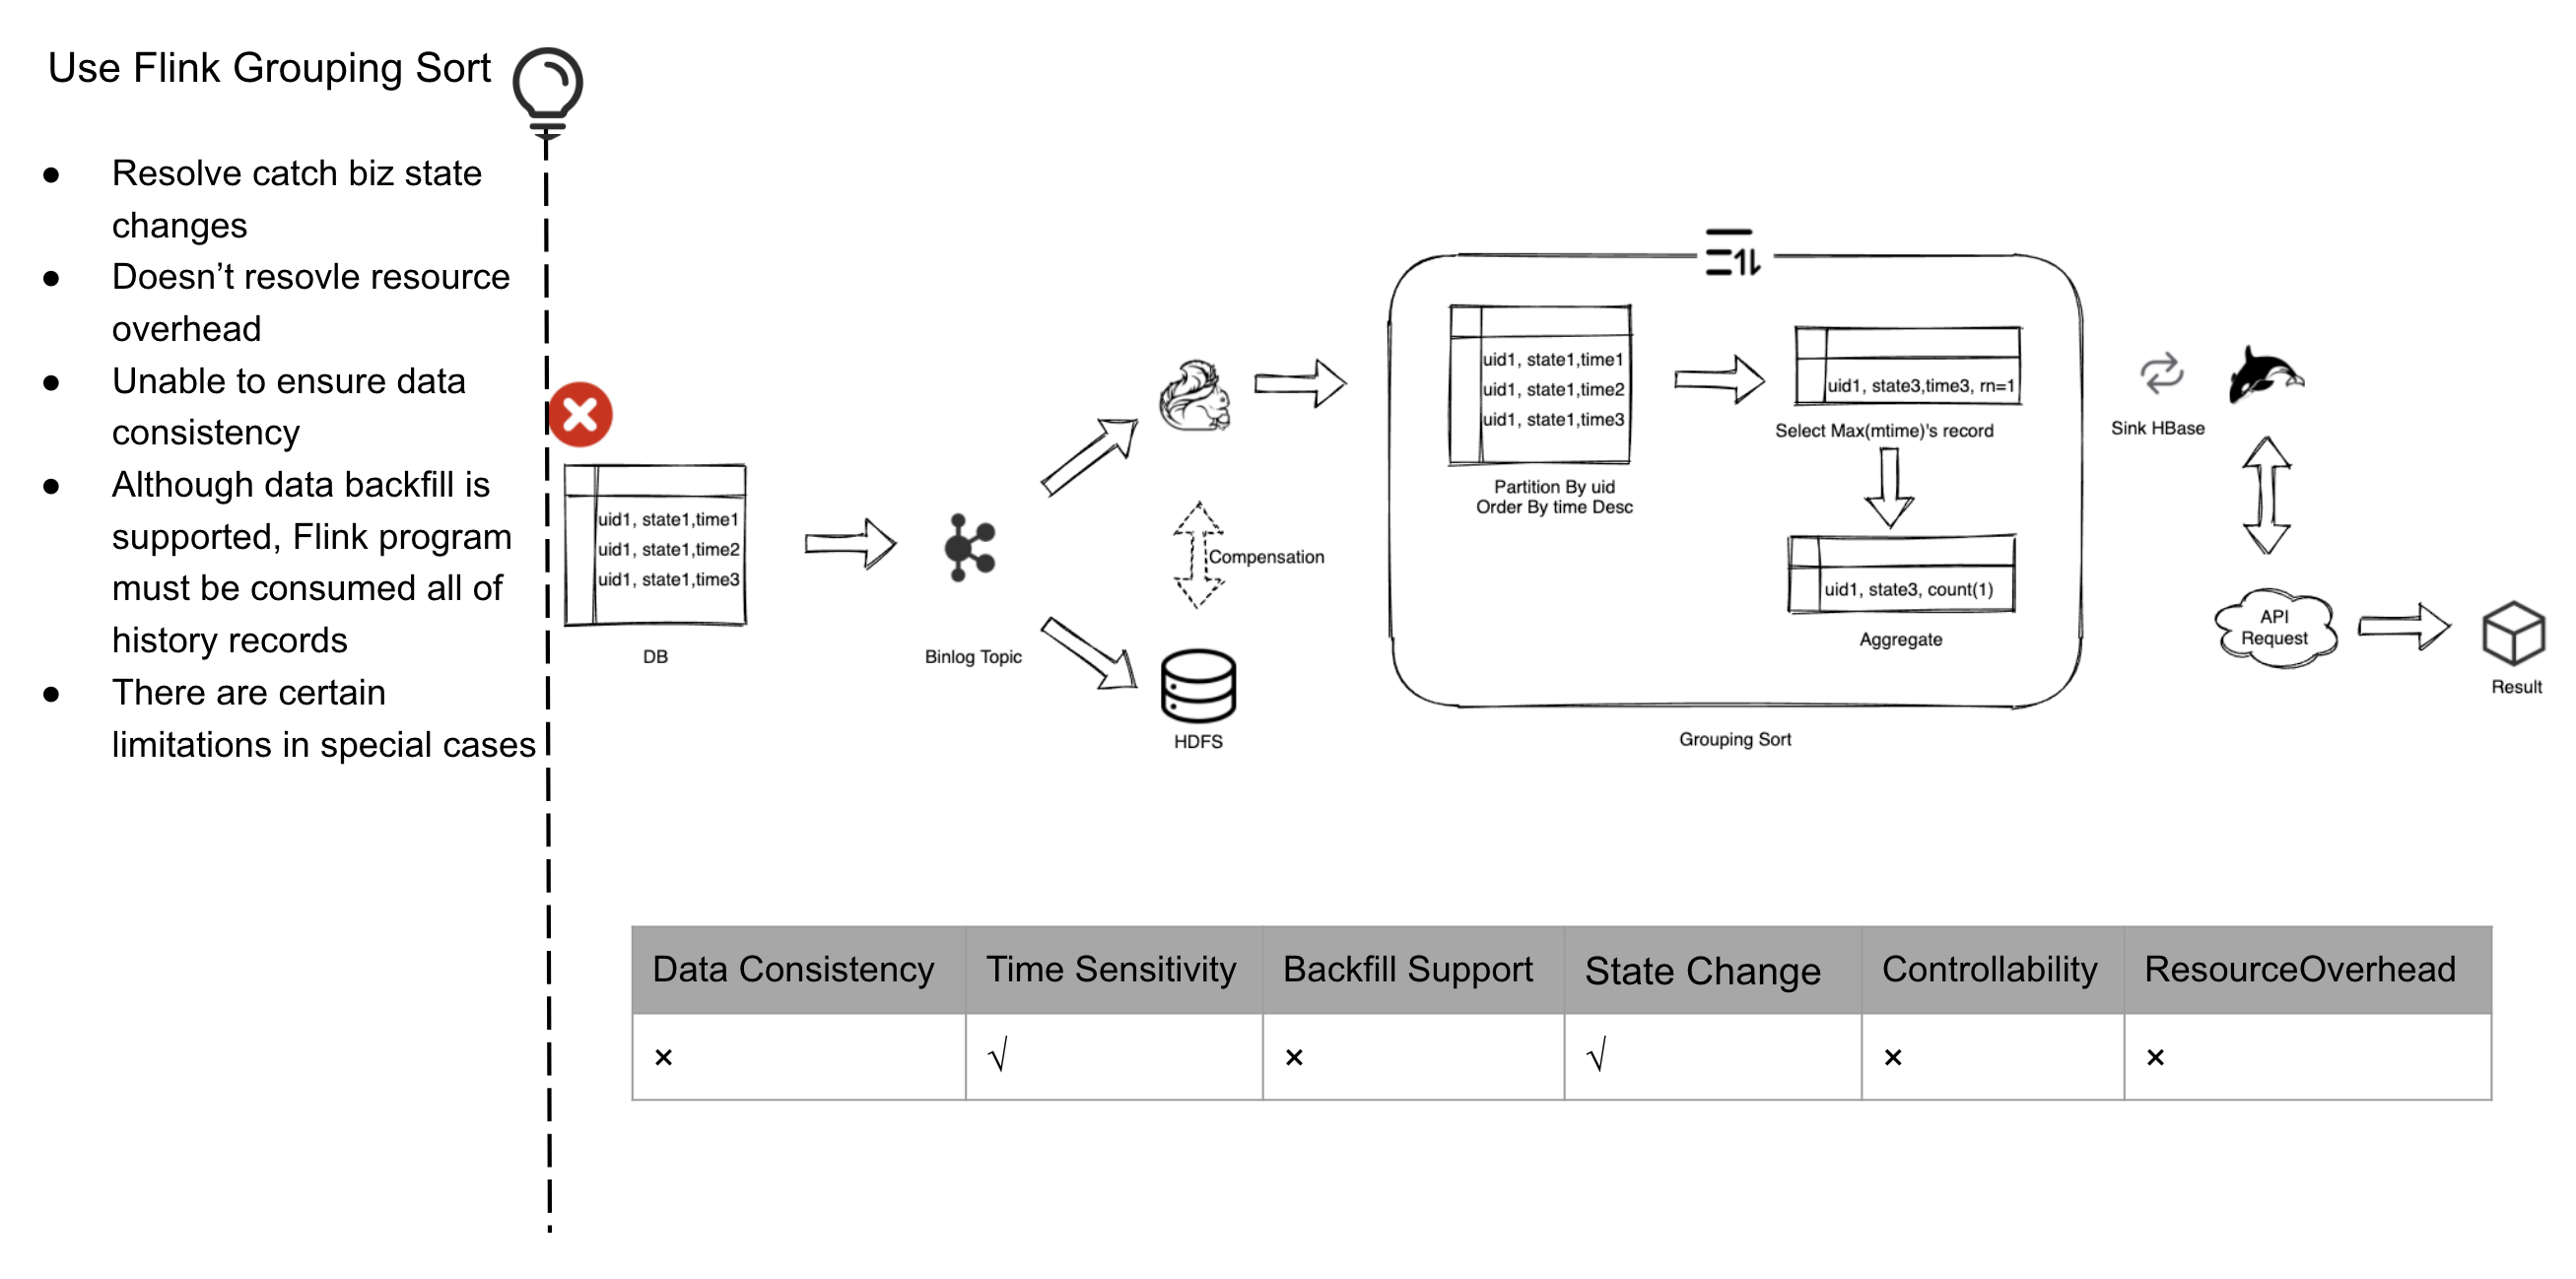 Use Flink Grouping Sort
● Resolve catch biz state
changes
● Doesn’t resovle resource
overhead
● Unable to ensure data
consistency
● Although data backfill is
supported, Flink program
must be consumed all of
history records
● There are certain
limitations in special cases
uid1, state1,time1
uid1, state1,time2
uid1, state1,time3
DB
Binlog Topic
Compensation
HDFS
uid1, state1,time1
uid1, state1,time2
uid1, state1,time3
Partition By uid
Order By time Desc
uid1, state3,time3, rn=1
Select Max(mtime)'s record
uid1, state3, count(1)
Aggregate
Grouping Sort
Sink HBase
API
Request
Result
Data Consistency Time Sensitivity Backfill Support State Change Controllability ResourceOverhead
× √ × √ × ×